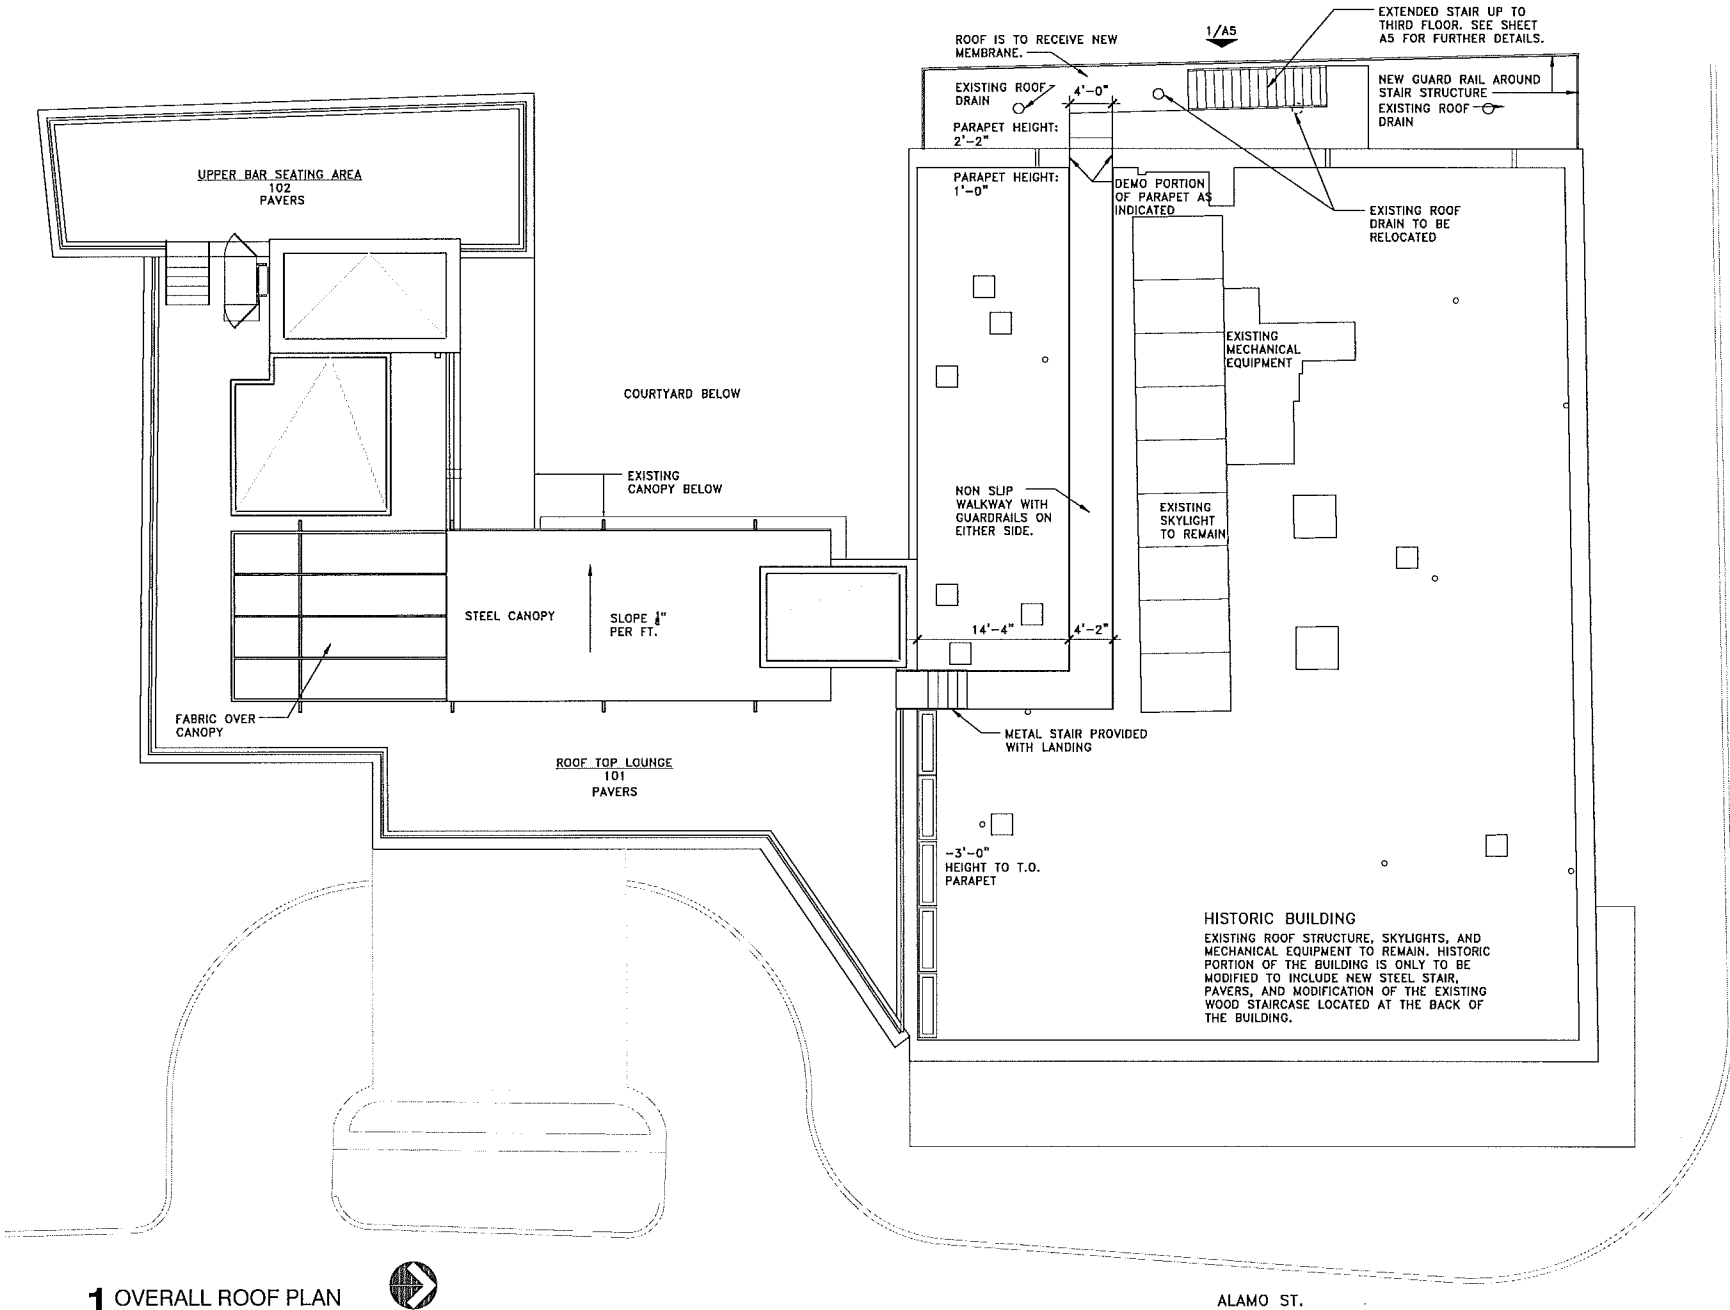 EXTENDED STAIR UP TO
THIRD FLOOR. SEE SHEET
A5 FOR FURTHER DETAILS.
1/A5
ROOF IS TO RECEIVE NEW
MEMBRANE.
EXISTING ROOF
DRAIN
4'-0"
NEW GUARD RAIL AROUND
STAIR STRUCTURE
EXISTING ROOF
DRAIN
PARAPET HEIGHT:
2'-2"
PARAPET HEIGHT:
1'-0"
DEMO PORTION
OF PARAPET AS
INDICATED
EXISTING ROOF
DRAIN TO BE
RELOCATED
UPPER BAR SEATING AREA
102
PAVERS
EXISTING
MECHANICAL
EQUIPMENT
COURTYARD BELOW
EXISTING
CANOPY BELOW
NON SLIP
WALKWAY WITH
GUARDRAILS ON
EITHER SIDE.
EXISTING
SKYLIGHT
TO REMAIN
STEEL CANOPY
SLOPE
PER FT.
14'-4"
4'-2"
FABRIC OVER
CANOPY
METAL STAIR PROVIDED
WITH LANDING
ROOF TOP LOUNGE
101
PAVERS
-3'-0"
HEIGHT TO T.O.
PARAPET
HISTORIC BUILDING
EXISTING ROOF STRUCTURE, SKYLIGHTS, AND
MECHANICAL EQUIPMENT TO REMAIN. HISTORIC
PORTION OF THE BUILDING IS ONLY TO BE
MODIFIED TO INCLUDE NEW STEEL STAIR,
PAVERS, AND MODIFICATION OF THE EXISTING
WOOD STAIRCASE LOCATED AT THE BACK OF
THE BUILDING.
1 OVERALL ROOF PLAN
ALAMO ST.